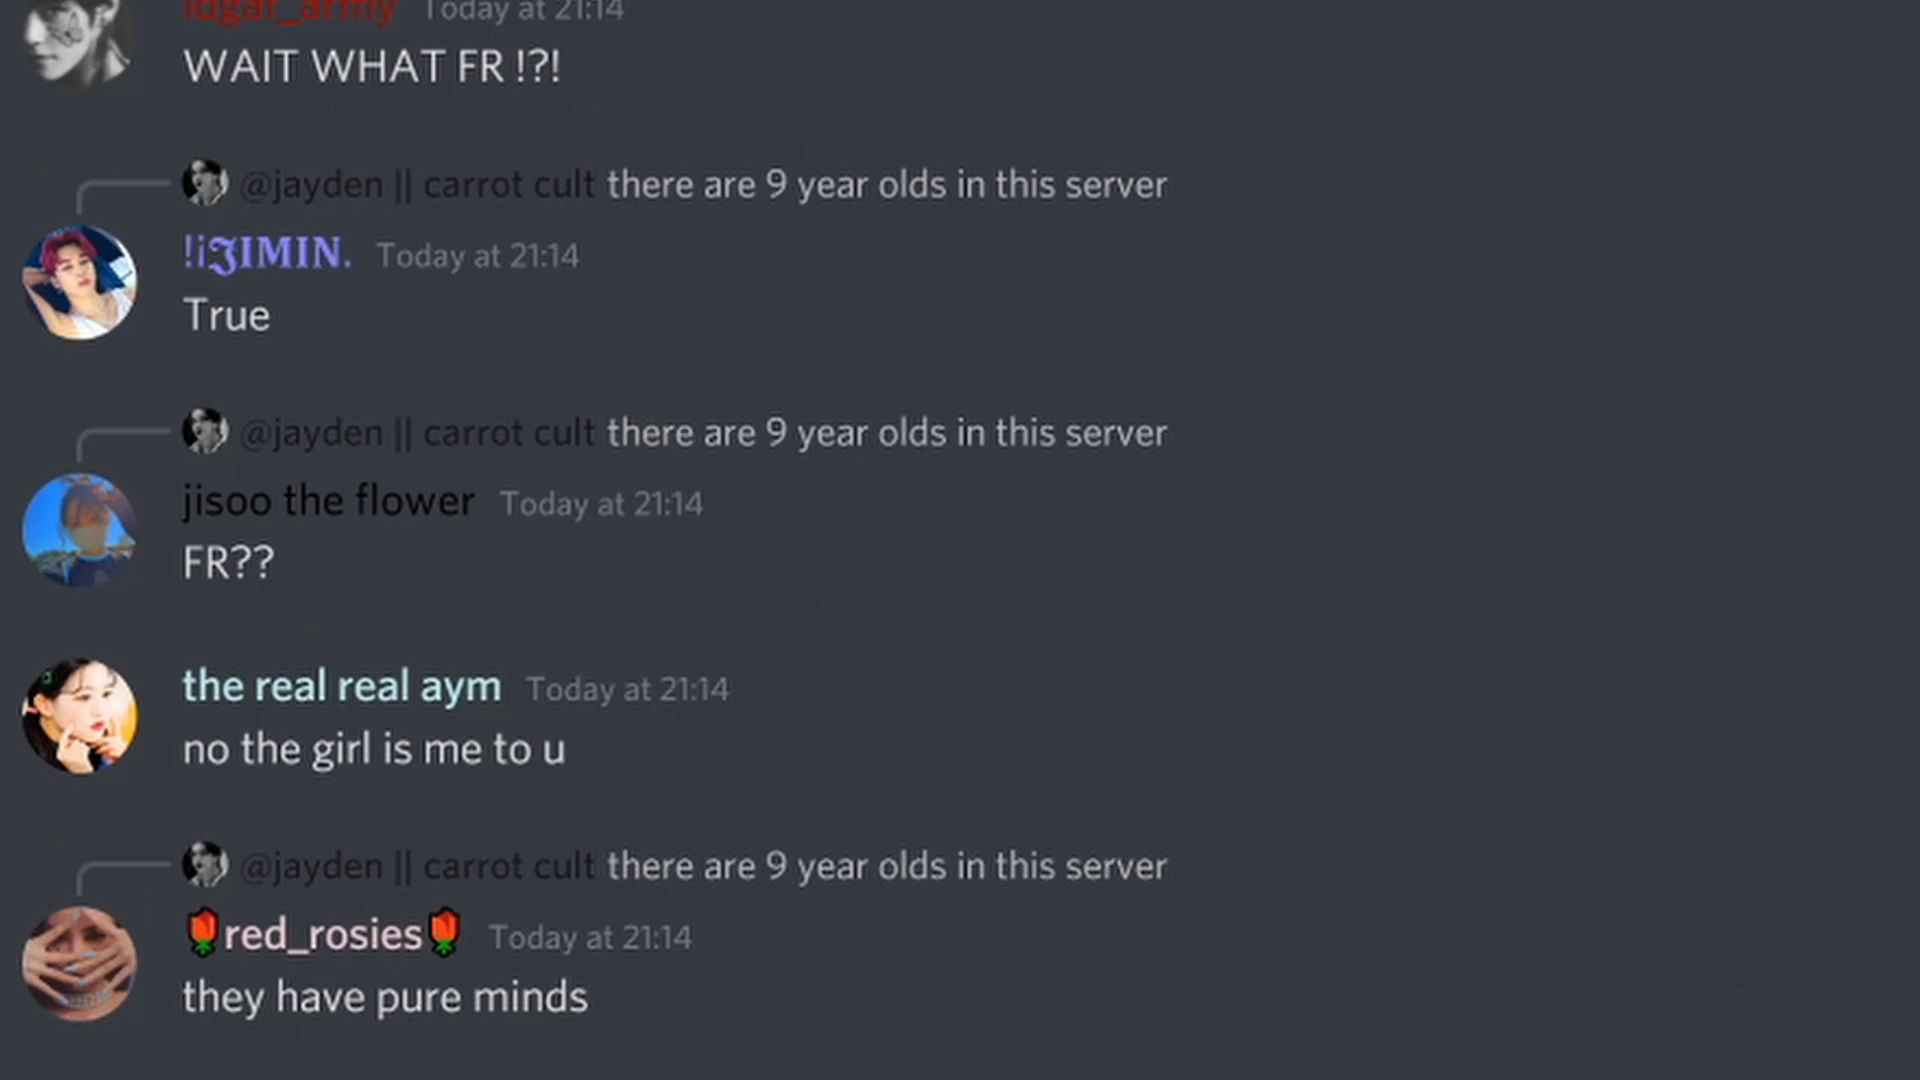 idgaf_army Today at 21:14
WAIT WHAT FR !?!
@jayden || carrot cult there are 9 year olds in this server
!¡𝕵IMIN. Today at 21:14
True
@jayden || carrot cult there are 9 year olds in this server
jisoo the flower Today at 21:14
FR??
the real real aym Today at 21:14
no the girl is me to u
@jayden || carrot cult there are 9 year olds in this server
🌹red_rosies🌹 Today at 21:14
they have pure minds